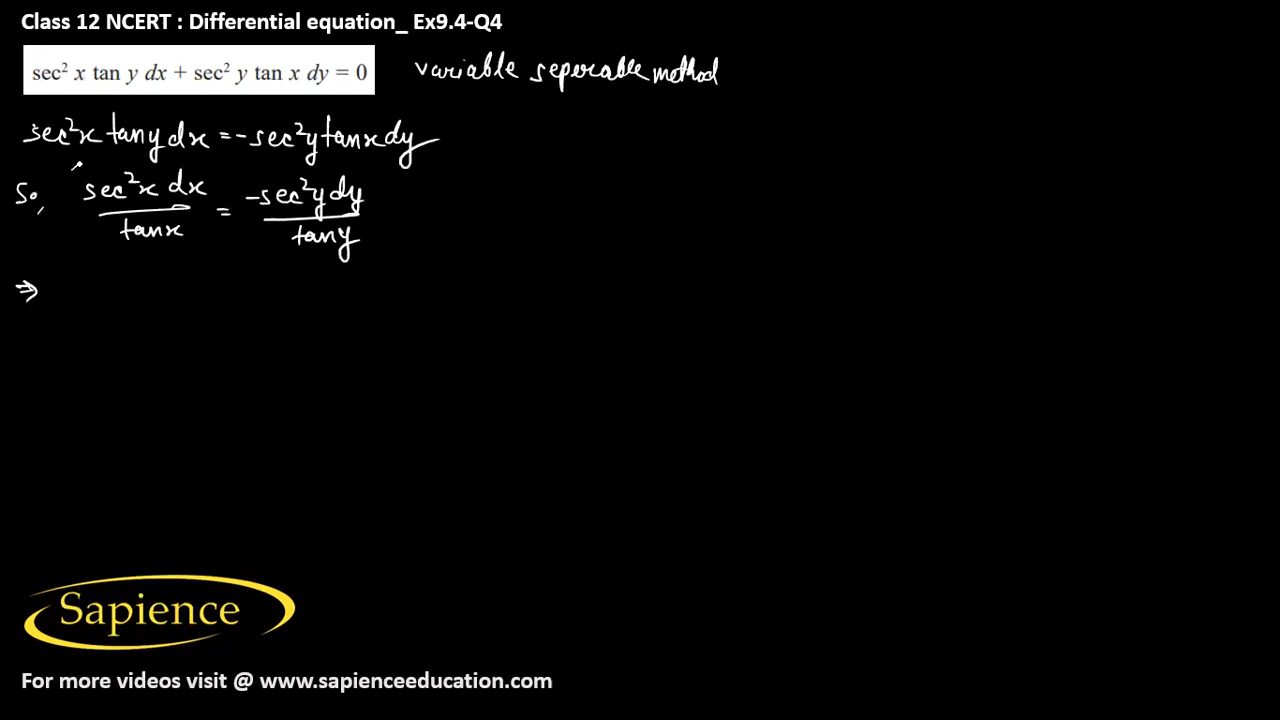 Class 12 NCERT : Differential equation_ Ex9.4-Q4
sec² x tan y dx + sec² y tan x dy = 0 variable seperable method
sec²x tany dx = -sec²y tanx dy
So, sec²x dx / tanx = -sec²y dy / tany
⇒
Sapience
For more videos visit @ www.sapienceeducation.com